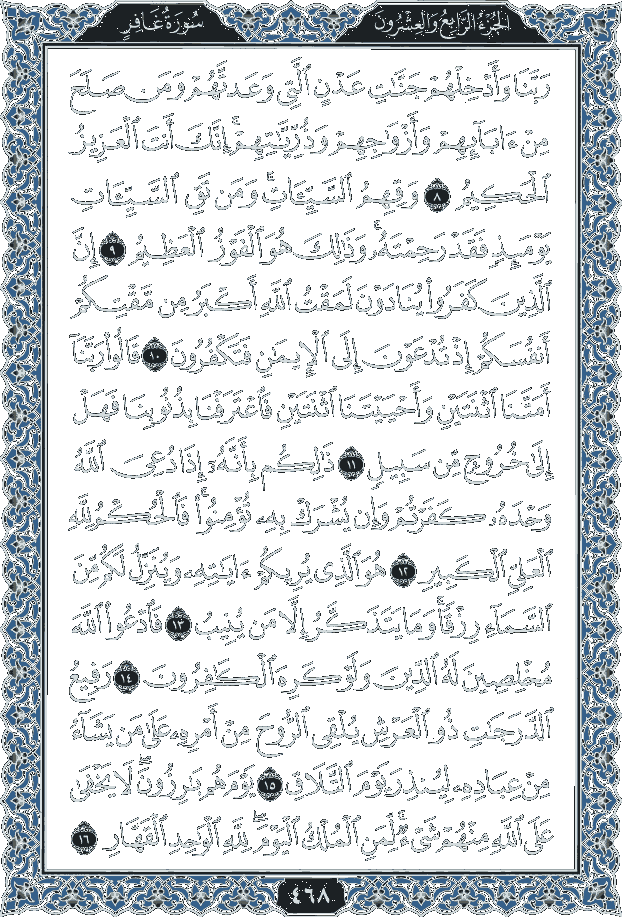 الجزء الرابع والعشرون
سورة غافر
رَبَّنَا وَأَدْخِلْهُمْ جَنَّٰتِ عَدْنٍ ٱلَّتِى وَعَدتَّهُمْ وَمَن صَلَحَ
مِنْ ءَابَآئِهِمْ وَأَزْوَٰجِهِمْ وَذُرِّيَّٰتِهِمْ ۚ إِنَّكَ أَنتَ ٱلْعَزِيزُ
ٱلْحَكِيمُ ٨ وَقِهِمُ ٱلسَّيِّـَٔاتِ ۚ وَمَن تَقِ ٱلسَّيِّـَٔاتِ
يَوْمَئِذٍ فَقَدْ رَحِمْتَهُۥ ۚ وَذَٰلِكَ هُوَ ٱلْفَوْزُ ٱلْعَظِيمُ ٩ إِنَّ
ٱلَّذِينَ كَفَرُوا۟ يُنَادَوْنَ لَمَقْتُ ٱللَّهِ أَكْبَرُ مِن مَّقْتِكُمْ
أَنفُسَكُمْ إِذْ تُدْعَوْنَ إِلَى ٱلْإِيمَٰنِ فَتَكْفُرُونَ ١٠ قَالُوا۟ رَبَّنَآ
أَمَتَّنَا ٱثْنَتَيْنِ وَأَحْيَيْتَنَا ٱثْنَتَيْنِ فَٱعْتَرَفْنَا بِذُنُوبِنَا فَهَلْ
إِلَىٰ خُرُوجٍ مِّن سَبِيلٍ ١١ ذَٰلِكُم بِأَنَّهُۥٓ إِذَا دُعِىَ ٱللَّهُ
وَحْدَهُۥ كَفَرْتُمْ ۖ وَإِن يُشْرَكْ بِهِۦ تُؤْمِنُوا۟ ۚ فَٱلْحُكْمُ لِلَّهِ
ٱلْعَلِىِّ ٱلْكَبِيرِ ١٢ هُوَ ٱلَّذِى يُرِيكُمْ ءَايَٰتِهِۦ وَيُنَزِّلُ لَكُم مِّنَ
ٱلسَّمَآءِ رِزْقًا ۚ وَمَا يَتَذَكَّرُ إِلَّا مَن يُنِيبُ ١٣ فَٱدْعُوا۟ ٱللَّهَ
مُخْلِصِينَ لَهُ ٱلدِّينَ وَلَوْ كَرِهَ ٱلْكَٰفِرُونَ ١٤ رَفِيعُ
ٱلدَّرَجَٰتِ ذُو ٱلْعَرْشِ يُلْقِى ٱلرُّوحَ مِنْ أَمْرِهِۦ عَلَىٰ مَن يَشَآءُ
مِنْ عِبَادِهِۦ لِيُنذِرَ يَوْمَ ٱلتَّلَاقِ ١٥ يَوْمَ هُم بَٰرِزُونَ ۖ لَا يَخْفَىٰ
عَلَى ٱللَّهِ مِنْهُمْ شَىْءٌ ۚ لِّمَنِ ٱلْمُلْكُ ٱلْيَوْمَ ۖ لِلَّهِ ٱلْوَٰحِدِ ٱلْقَهَّارِ ١٦
٤٦٨